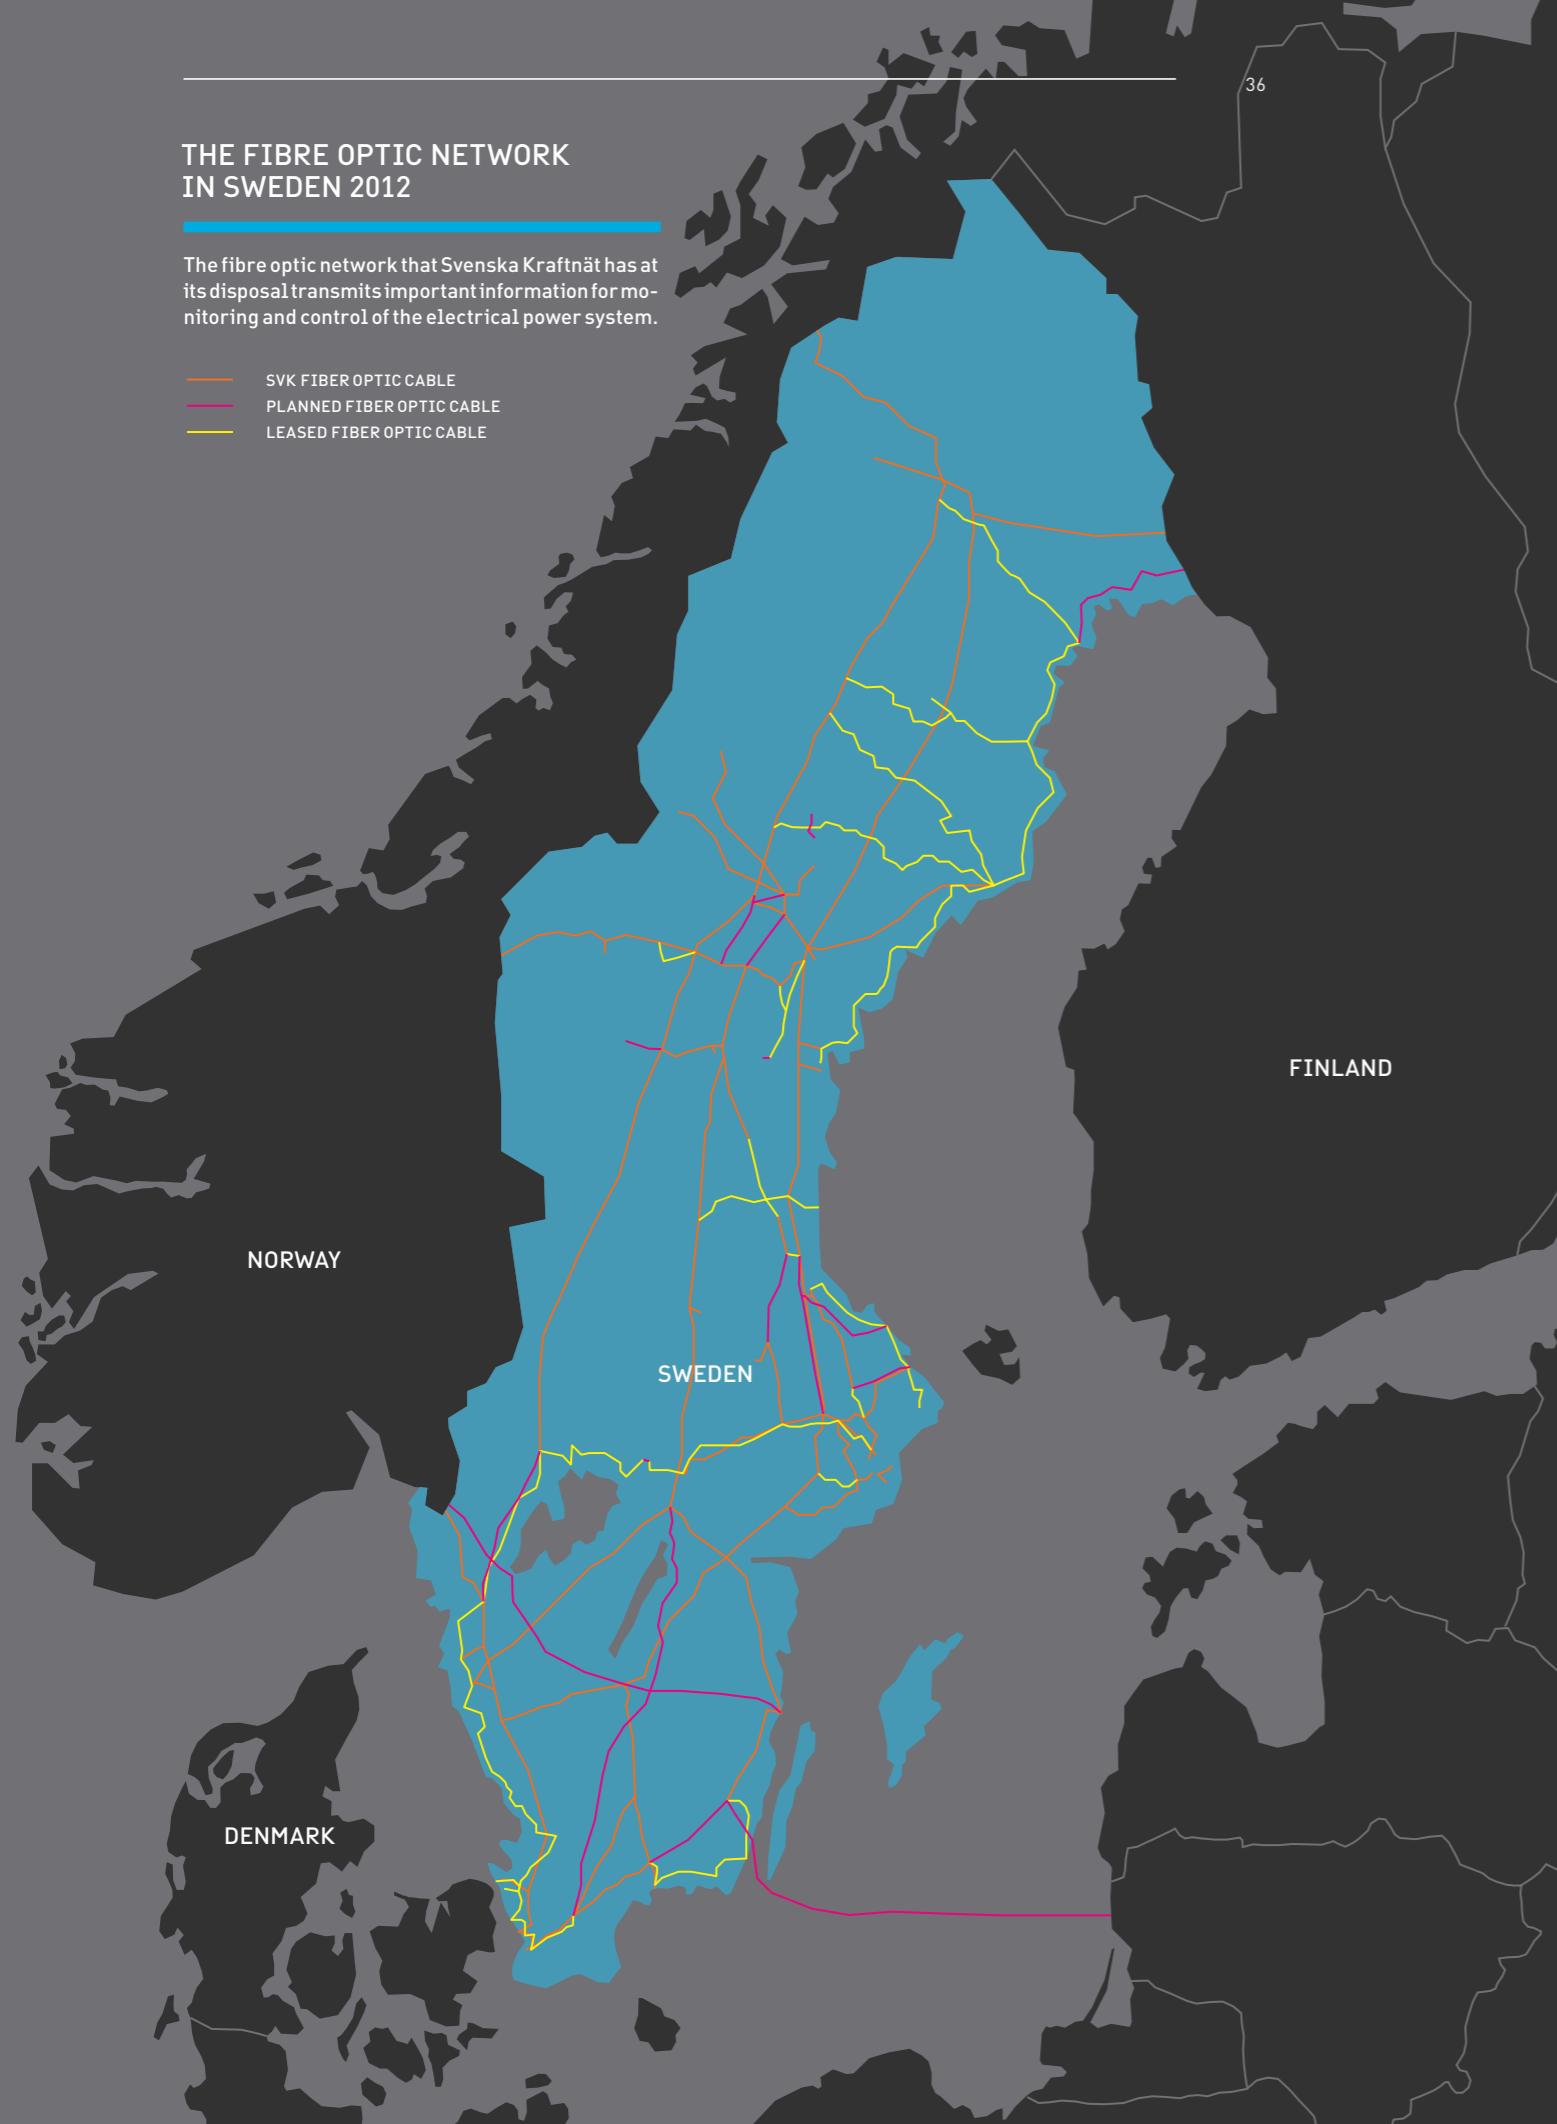 36
THE FIBRE OPTIC NETWORK
IN SWEDEN 2012
The fibre optic network that Svenska Kraftnät has at
its disposal transmits important information for mo-
nitoring and control of the electrical power system.
SVK FIBER OPTIC CABLE
PLANNED FIBER OPTIC CABLE
LEASED FIBER OPTIC CABLE
FINLAND
NORWAY
SWEDEN
DENMARK